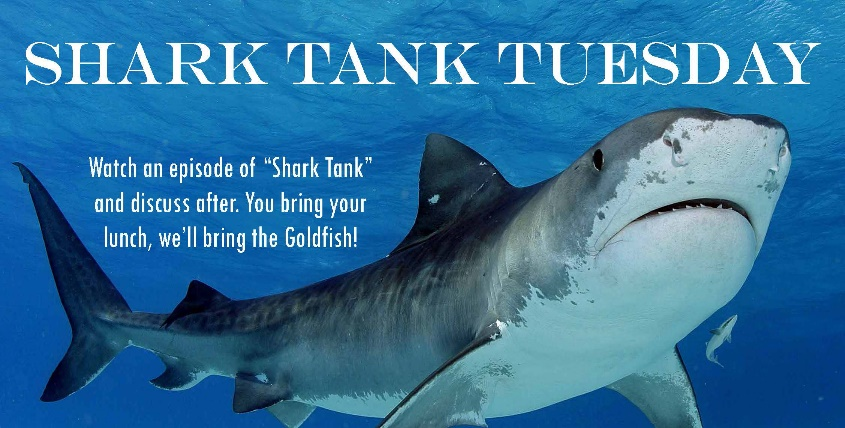 SHARK TANK TUESDAY
Watch an episode of “Shark Tank”
and discuss after. You bring your
lunch, we’ll bring the Goldfish!